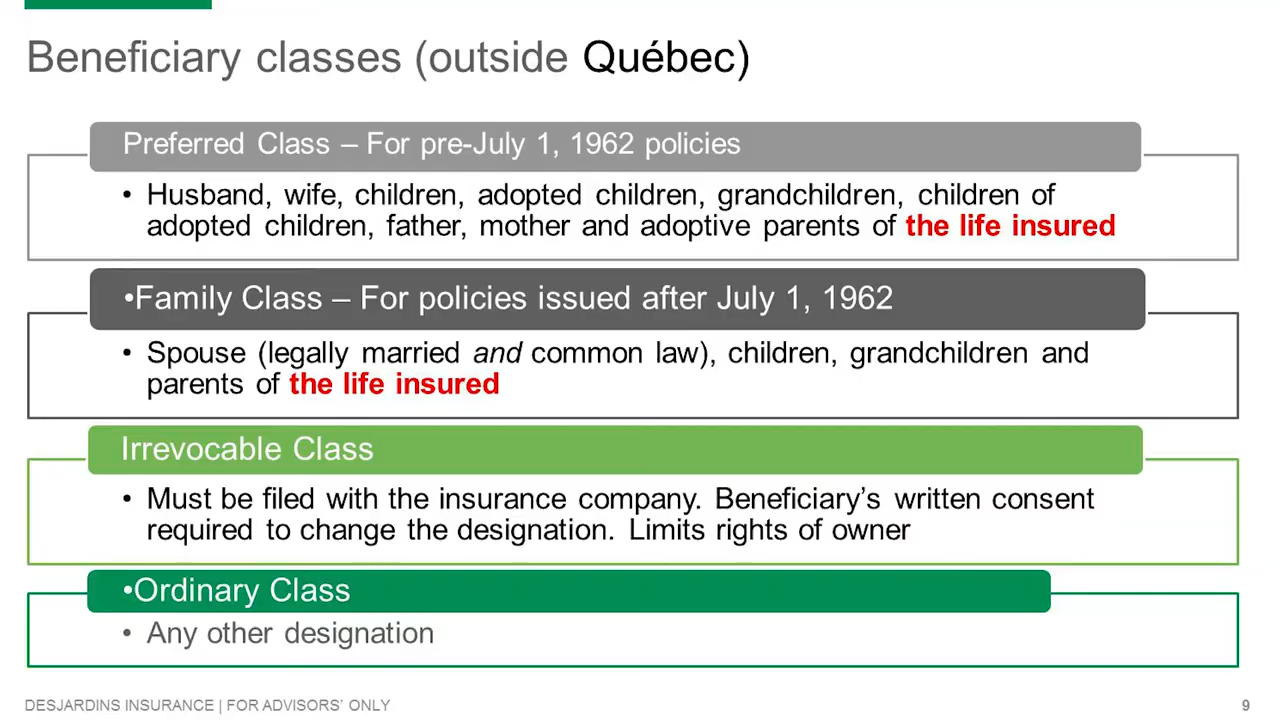 Beneficiary classes (outside Québec)
Preferred Class – For pre-July 1, 1962 policies
• Husband, wife, children, adopted children, grandchildren, children of
adopted children, father, mother and adoptive parents of the life insured
•Family Class – For policies issued after July 1, 1962
• Spouse (legally married and common law), children, grandchildren and
parents of the life insured
Irrevocable Class
• Must be filed with the insurance company. Beneficiary’s written consent
required to change the designation. Limits rights of owner
•Ordinary Class
• Any other designation
DESJARDINS INSURANCE | FOR ADVISORS’ ONLY
9